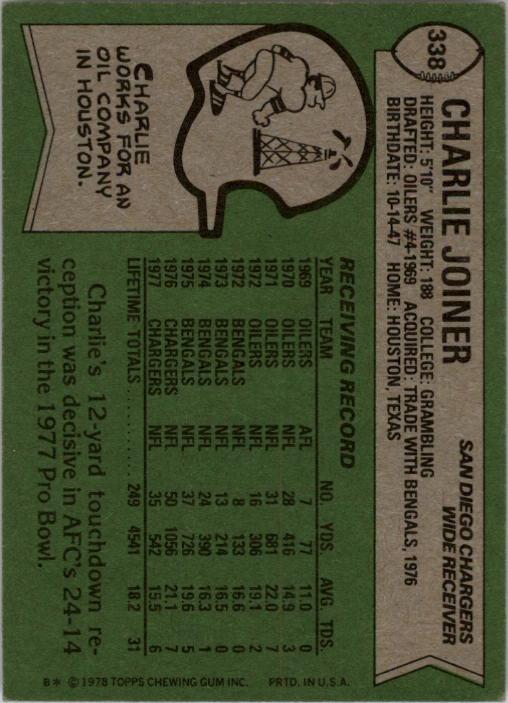 338
CHARLIE JOINER
SAN DIEGO CHARGERS
WIDE RECEIVER
HEIGHT: 5'10" WEIGHT: 188 COLLEGE: GRAMBLING
DRAFTED: OILERS #4-1969 ACQUIRED: TRADE WITH BENGALS, 1976
BIRTHDATE: 10-14-47 HOME: HOUSTON, TEXAS
CHARLIE
WORKS FOR AN
OIL COMPANY
IN HOUSTON.
RECEIVING RECORD
YEAR TEAM NO. YDS. AVG. TDS.
1969 OILERS AFL 7 77 11.0 0
1970 OILERS NFL 28 416 14.9 3
1971 OILERS NFL 31 681 22.0 7
1972 OILERS NFL 16 306 19.1 2
1972 BENGALS NFL 8 133 16.6 0
1973 BENGALS NFL 13 214 16.5 0
1974 BENGALS NFL 24 390 16.3 1
1975 BENGALS NFL 37 726 19.6 5
1976 CHARGERS NFL 50 1056 21.1 7
1977 CHARGERS NFL 35 542 15.5 6
LIFETIME TOTALS .......... 249 4541 18.2 31
Charlie's 12-yard touchdown re-
ception was decisive in AFC's 24-14
victory in the 1977 Pro Bowl.
B* © 1978 TOPPS CHEWING GUM INC. PRTD. IN U.S.A.